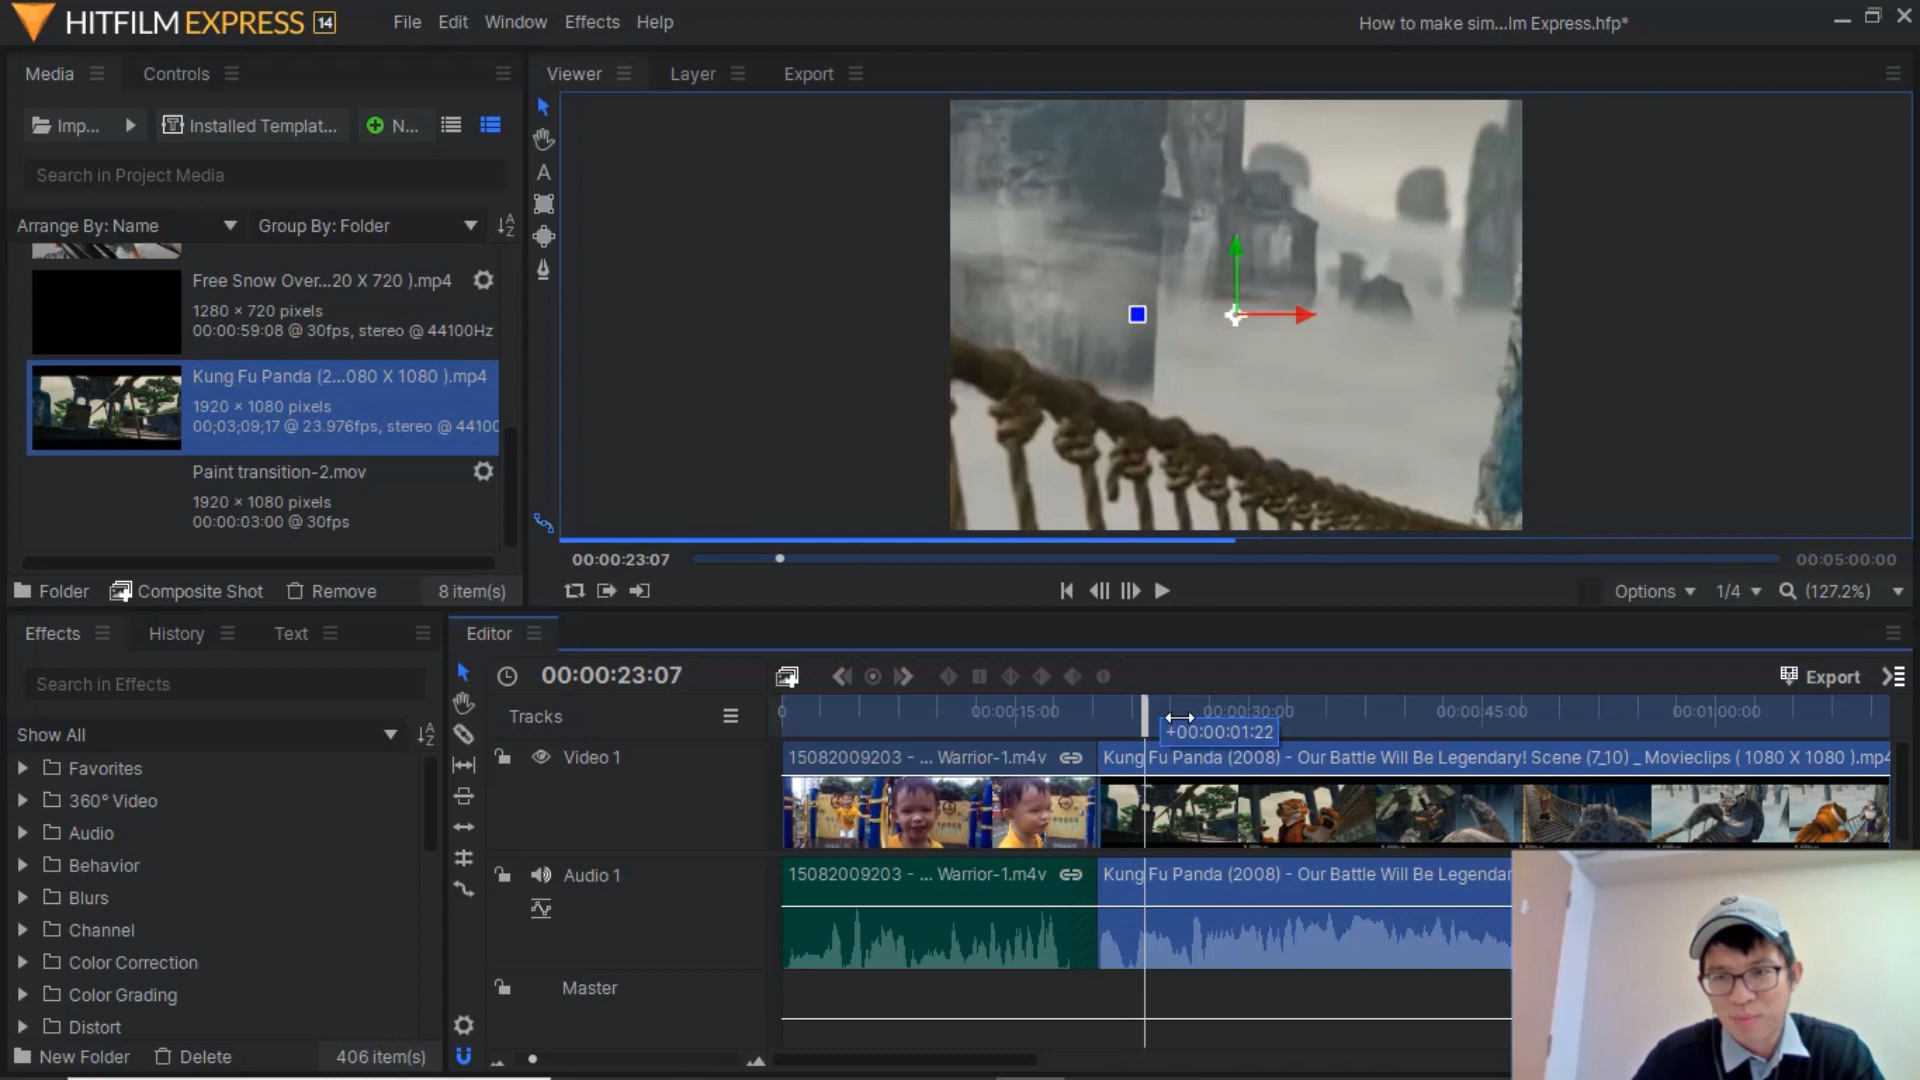 HITFILM EXPRESS 14
File Edit Window Effects Help
How to make sim...lm Express.hfp*
Media
Controls
Viewer
Layer
Export
Imp...
Installed Templat...
N...
Search in Project Media
Arrange By: Name
Group By: Folder
Free Snow Over...20 X 720 ).mp4
1280 × 720 pixels
00:00:59:08 @ 30fps, stereo @ 44100Hz
Kung Fu Panda (2...080 X 1080 ).mp4
1920 × 1080 pixels
00;03;09;17 @ 23.976fps, stereo @ 44100
Paint transition-2.mov
1920 × 1080 pixels
00:00:03:00 @ 30fps
Folder
Composite Shot
Remove
8 item(s)
00:00:23:07
00:05:00:00
Options
1/4
(127.2%)
Effects
History
Text
Search in Effects
Show All
Favorites
360° Video
Audio
Behavior
Blurs
Channel
Color Correction
Color Grading
Distort
New Folder
Delete
406 item(s)
Editor
00:00:23:07
Export
Tracks
0
00:00:15:00
00:00:30:00
00:00:45:00
00:01:00:00
+00:00:01:22
Video 1
15082009203 - ... Warrior-1.m4v
Kung Fu Panda (2008) - Our Battle Will Be Legendary! Scene (7_10) _ Movieclips ( 1080 X 1080 ).mp4
Audio 1
15082009203 - ... Warrior-1.m4v
Kung Fu Panda (2008) - Our Battle Will Be Legendar
Master